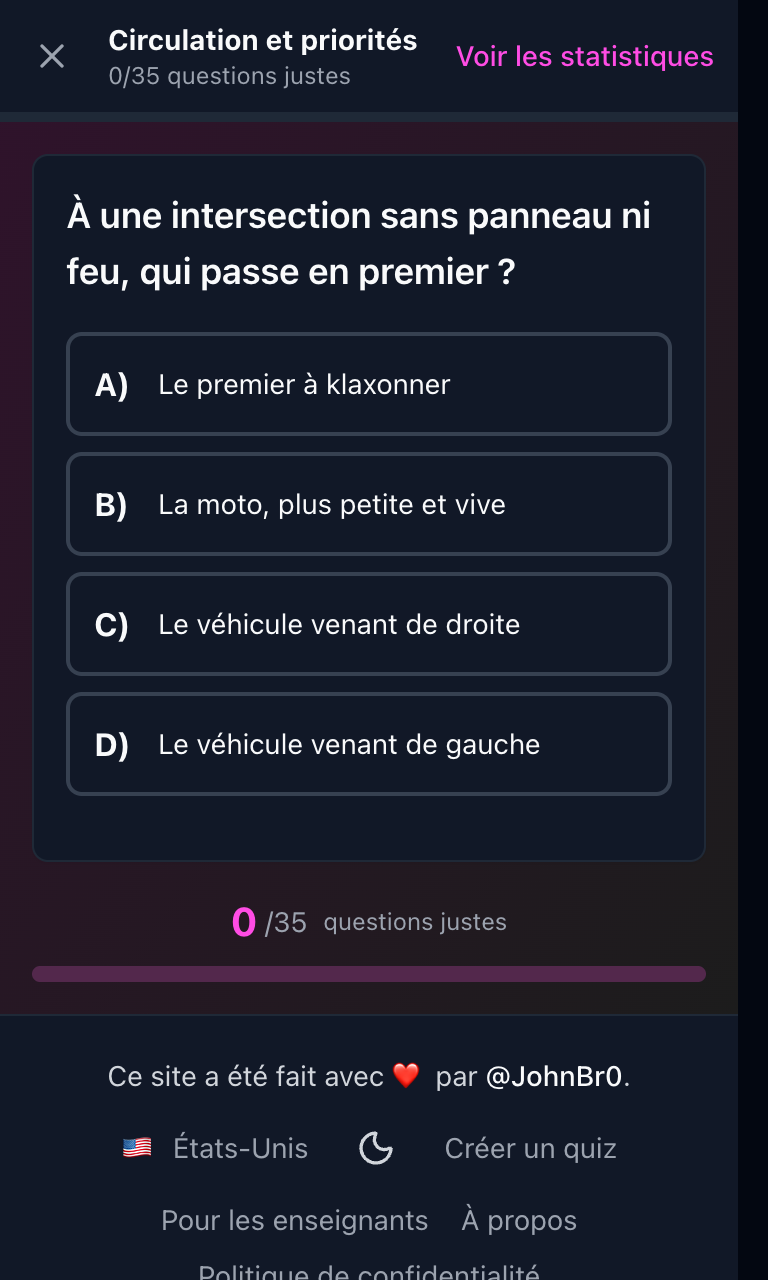 Circulation et priorités
0/35 questions justes
Voir les statistiques
À une intersection sans panneau ni
feu, qui passe en premier ?
A) Le premier à klaxonner
B) La moto, plus petite et vive
C) Le véhicule venant de droite
D) Le véhicule venant de gauche
0 /35 questions justes
Ce site a été fait avec ❤️ par @JohnBr0.
🇺🇸 États-Unis Créer un quiz
Pour les enseignants À propos
Politique de confidentialité